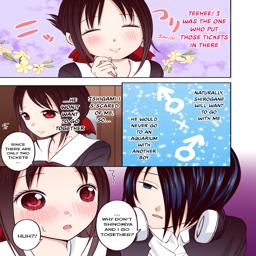 TEEHEE! I
WAS THE ONE
WHO PUT
THOSE TICKETS
IN THERE
SMIRK
NATURALLY,
SHIROGANE
WILL WANT
TO GO
WITH ME
HE WOULD
NEVER GO
TO AN
AQUARIUM
WITH
ANOTHER
BOY
ISHIGAMI
IS SCARED
OF ME,
SO...
...HE
WON'T
WANT TO
GO
TOGETHER
SINCE
THERE ARE
ONLY TWO
TICKETS
...
...
WHY DON'T
SHINOMIYA
AND I GO
TOGETHER?
HUH?!